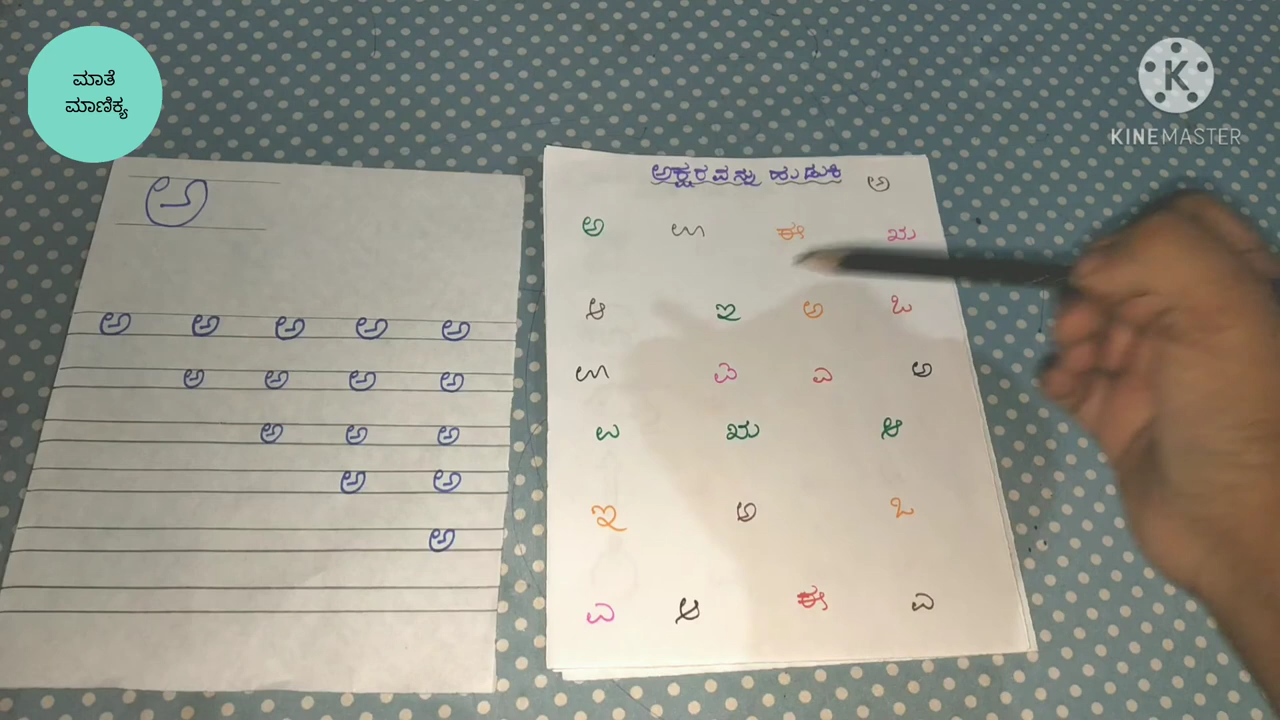 ಮಾತೆ
ಮಾಣಿಕ್ಯ
KINEMASTER
ಅ
ಅ ಅ ಅ ಅ ಅ
ಅ ಅ ಅ ಅ
ಅ ಅ ಅ
ಅ ಅ
ಅ
ಅಕ್ಷರವನ್ನು ಹುಡುಕಿ ಅ
ಅ ಉ ಈ ಋ
ಆ ಇ ಅ ಒ
ಉ ಎ ಅ
ಎ ಋ ಆ
ಇ ಅ ಒ
ಎ ಆ ಈ ಎ